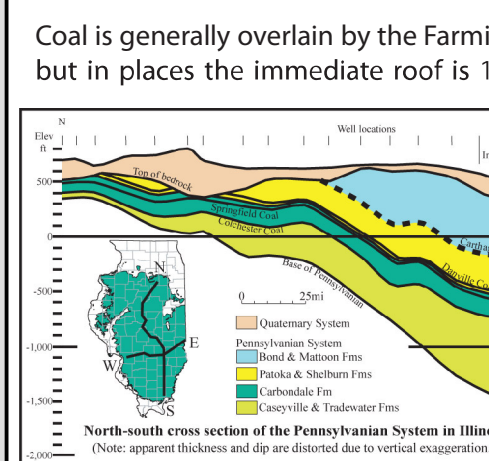 Coal is generally overlain by the Farmi
but in places the immediate roof is 1
N
Elev
ft
Well locations
In
500
0
-500
-1,000
-1,500
-2,000
Top of bedrock
Springfield Coal
Colchester Coal
Base of Pennsylvanian
Cartha
Danville Co
N
E
W
S
0 25mi
Quaternary System
Pennsylvanian System
Bond & Mattoon Fms
Patoka & Shelburn Fms
Carbondale Fm
Caseyville & Tradewater Fms
North-south cross section of the Pennsylvanian System in Illino
(Note: apparent thickness and dip are distorted due to vertical exaggeration